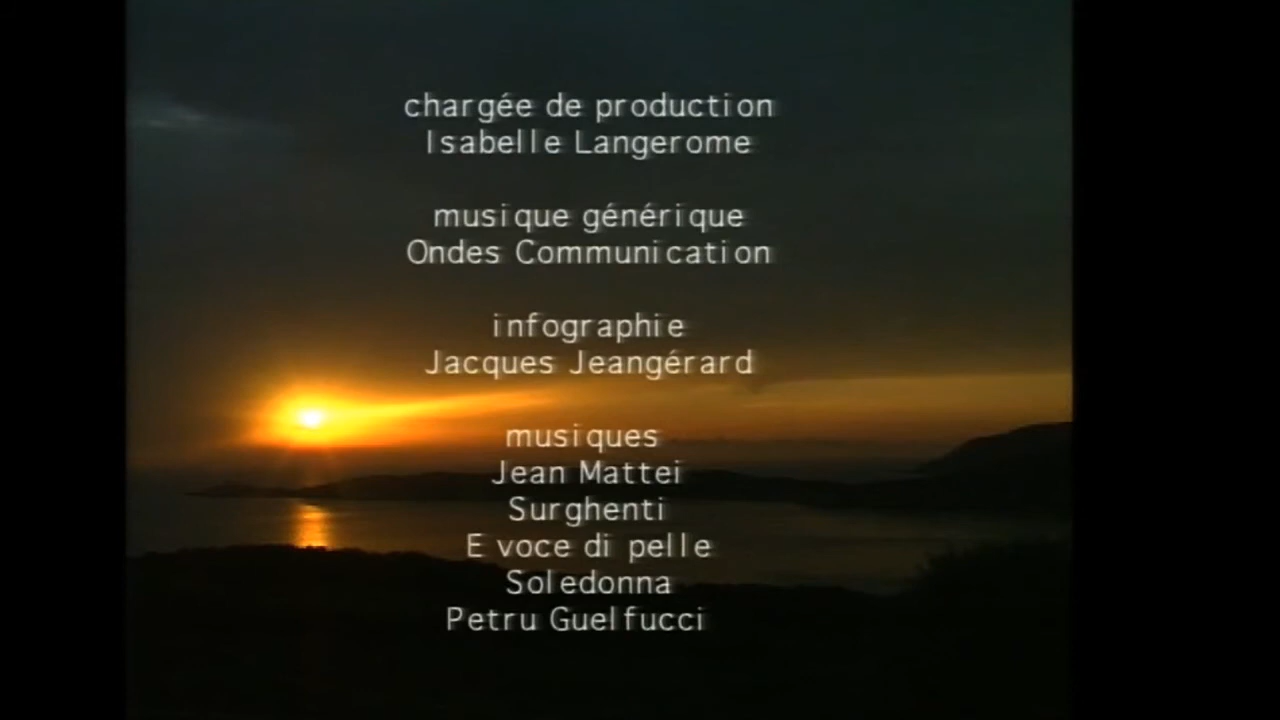 chargée de production
Isabelle Langerome
musique générique
Ondes Communication
infographie
Jacques Jeangérard
musiques
Jean Mattei
Surghenti
E voce di pelle
Soledonna
Petru Guelfucci